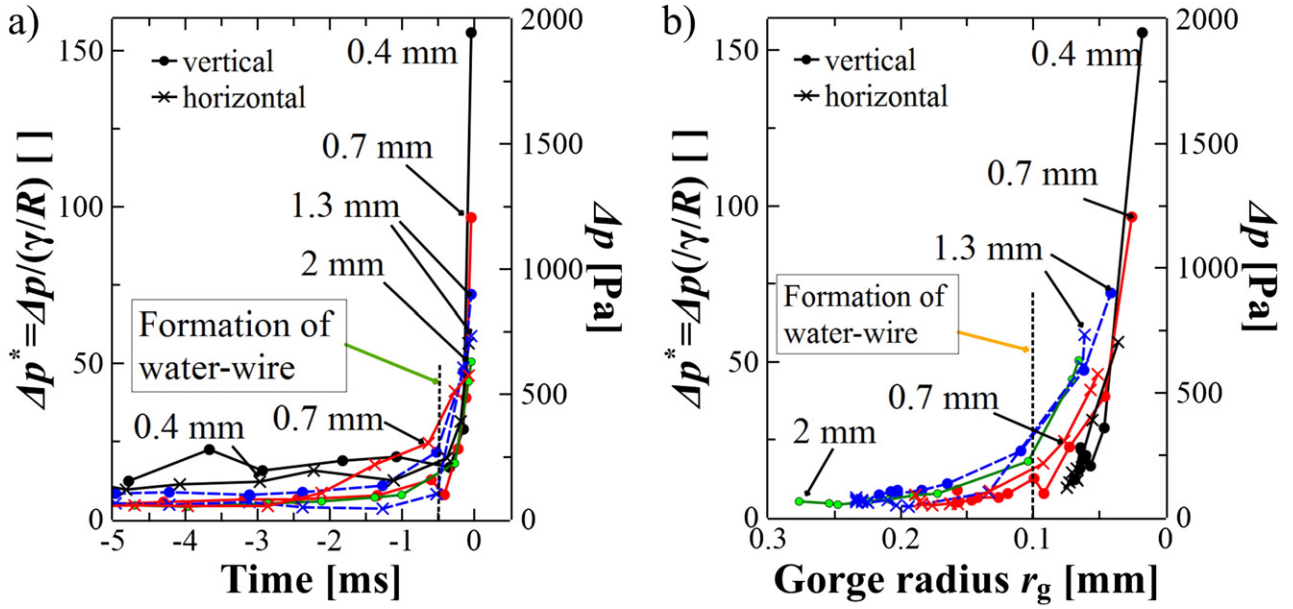 a)
Δp*=Δp/(γ/R) [ ]
150
100
50
0
vertical
horizontal
0.4 mm
0.7 mm
1.3 mm
2 mm
Formation of
water-wire
0.7 mm
0.4 mm
2000
1500
1000
500
0
Δp [Pa]
-5 -4 -3 -2 -1 0
Time [ms]
b)
Δp*=Δp(/γ/R) [ ]
150
100
50
0
vertical
horizontal
0.4 mm
0.7 mm
1.3 mm
Formation of
water-wire
0.7 mm
2 mm
2000
1500
1000
500
0
Δp [Pa]
0.3 0.2 0.1 0
Gorge radius rg [mm]